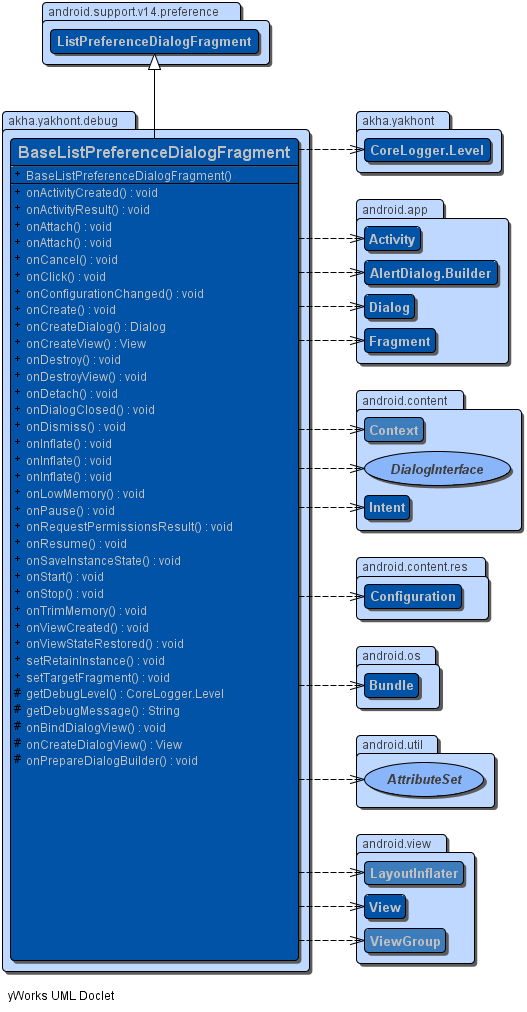 android.support.v14.preference
ListPreferenceDialogFragment
akha.yakhont.debug
BaseListPreferenceDialogFragment
+ BaseListPreferenceDialogFragment()
+ onActivityCreated() : void
+ onActivityResult() : void
+ onAttach() : void
+ onAttach() : void
+ onCancel() : void
+ onClick() : void
+ onConfigurationChanged() : void
+ onCreate() : void
+ onCreateDialog() : Dialog
+ onCreateView() : View
+ onDestroy() : void
+ onDestroyView() : void
+ onDetach() : void
+ onDialogClosed() : void
+ onDismiss() : void
+ onInflate() : void
+ onInflate() : void
+ onInflate() : void
+ onLowMemory() : void
+ onPause() : void
+ onRequestPermissionsResult() : void
+ onResume() : void
+ onSaveInstanceState() : void
+ onStart() : void
+ onStop() : void
+ onTrimMemory() : void
+ onViewCreated() : void
+ onViewStateRestored() : void
+ setRetainInstance() : void
+ setTargetFragment() : void
# getDebugLevel() : CoreLogger.Level
# getDebugMessage() : String
# onBindDialogView() : void
# onCreateDialogView() : View
# onPrepareDialogBuilder() : void
akha.yakhont
CoreLogger.Level
android.app
Activity
AlertDialog.Builder
Dialog
Fragment
android.content
Context
DialogInterface
Intent
android.content.res
Configuration
android.os
Bundle
android.util
AttributeSet
android.view
LayoutInflater
View
ViewGroup
yWorks UML Doclet